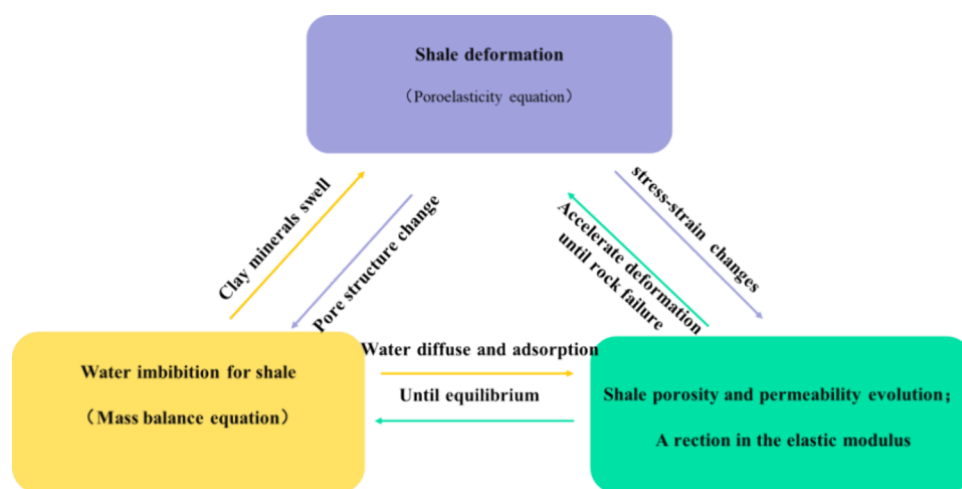 Shale deformation
（Poroelasticity equation）
Clay minerals swell
Pore structure change
stress-strain changes
Accelerate deformation
until rock failure
Water imbibition for shale
（Mass balance equation）
Water diffuse and adsorption
Until equilibrium
Shale porosity and permeability evolution；
A rection in the elastic modulus